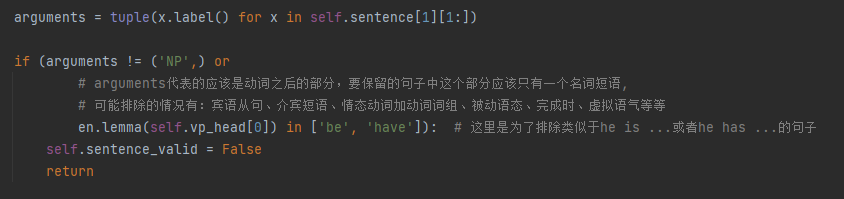 arguments = tuple(x.label() for x in self.sentence[1][1:])
if (arguments != ('NP',) or
# arguments代表的应该是动词之后的部分，要保留的句子中这个部分应该只有一个名词短语,
# 可能排除的情况有: 宾语从句、介宾短语、情态动词加动词词组、被动语态、完成时、虚拟语气等等
en.lemma(self.vp_head[0]) in ['be', 'have']):  # 这里是为了排除类似于he is ...或者he has ...的句子
self.sentence_valid = False
return